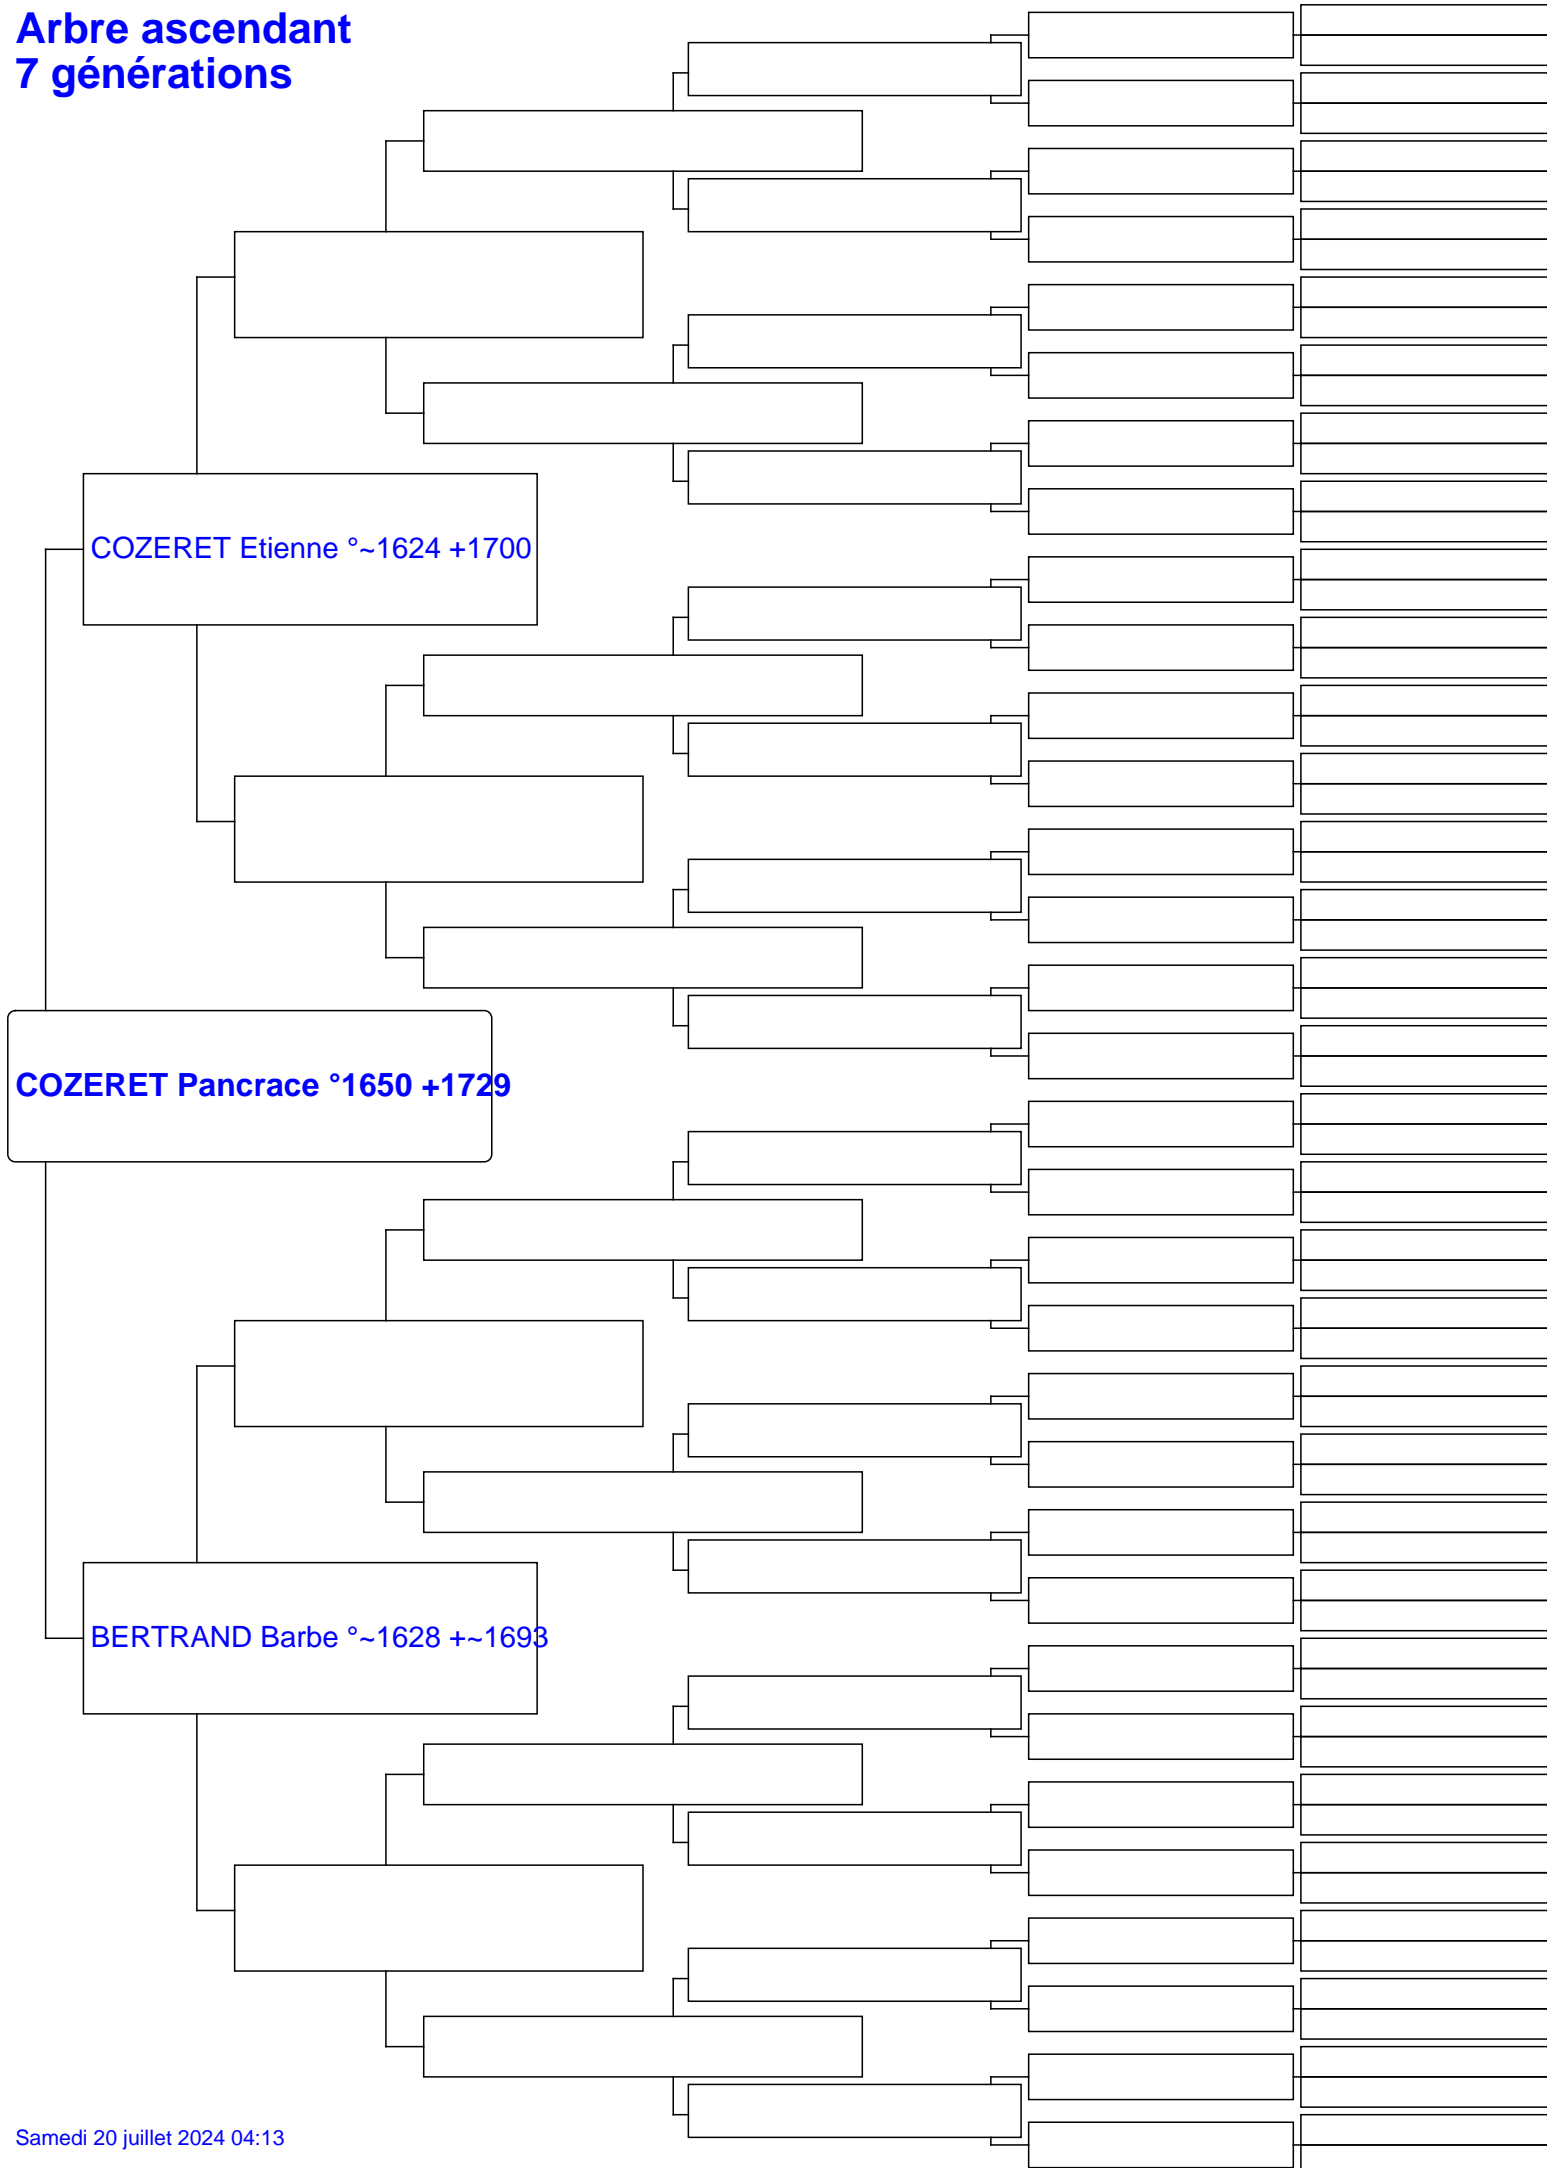 Arbre ascendant
7 générations
COZERET Etienne °~1624 +1700
COZERET Pancrace °1650 +1729
BERTRAND Barbe °~1628 +~1693
Samedi 20 juillet 2024 04:13